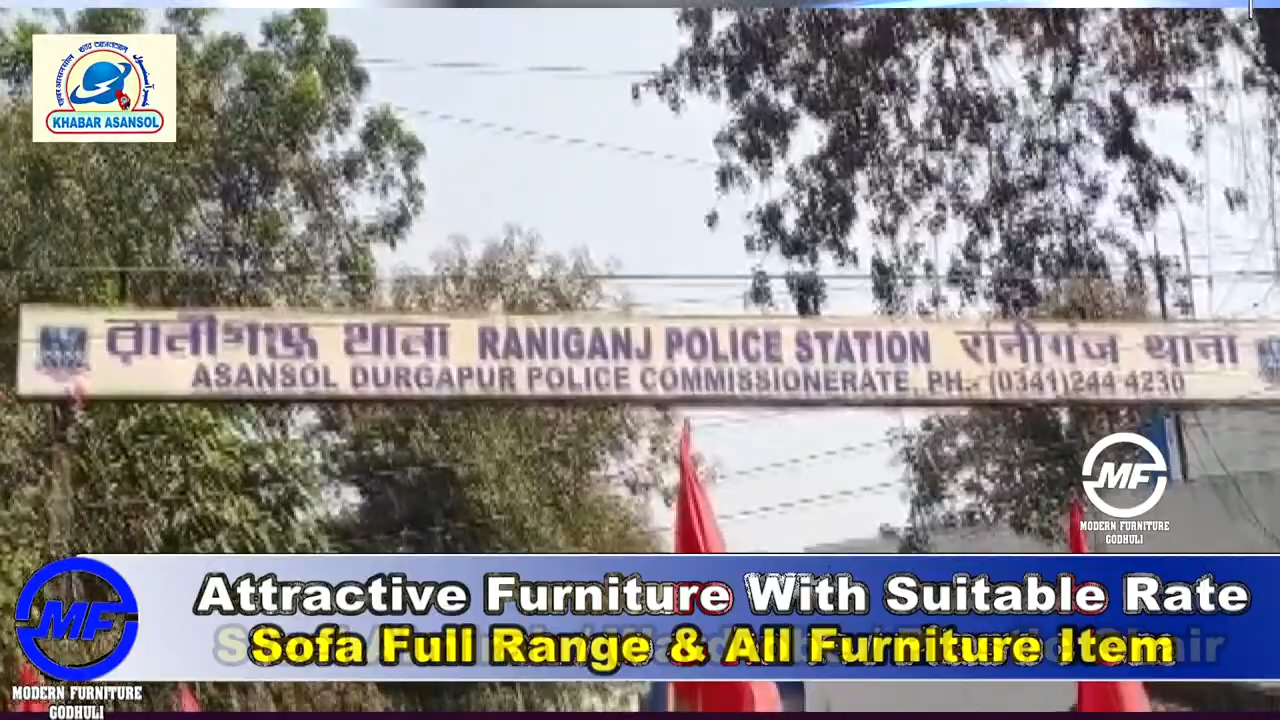 KHABAR ASANSOL
রানীগঞ্জ থানা RANIGANJ POLICE STATION रानीगंज थाना
ASANSOL DURGAPUR POLICE COMMISSIONERATE, PH.- (0341)244 4230
MF
MODERN FURNITURE
GODHULI
Attractive Furniture With Suitable Rate
Sofa Full Range & All Furniture Item
MF
MODERN FURNITURE
GODHULI